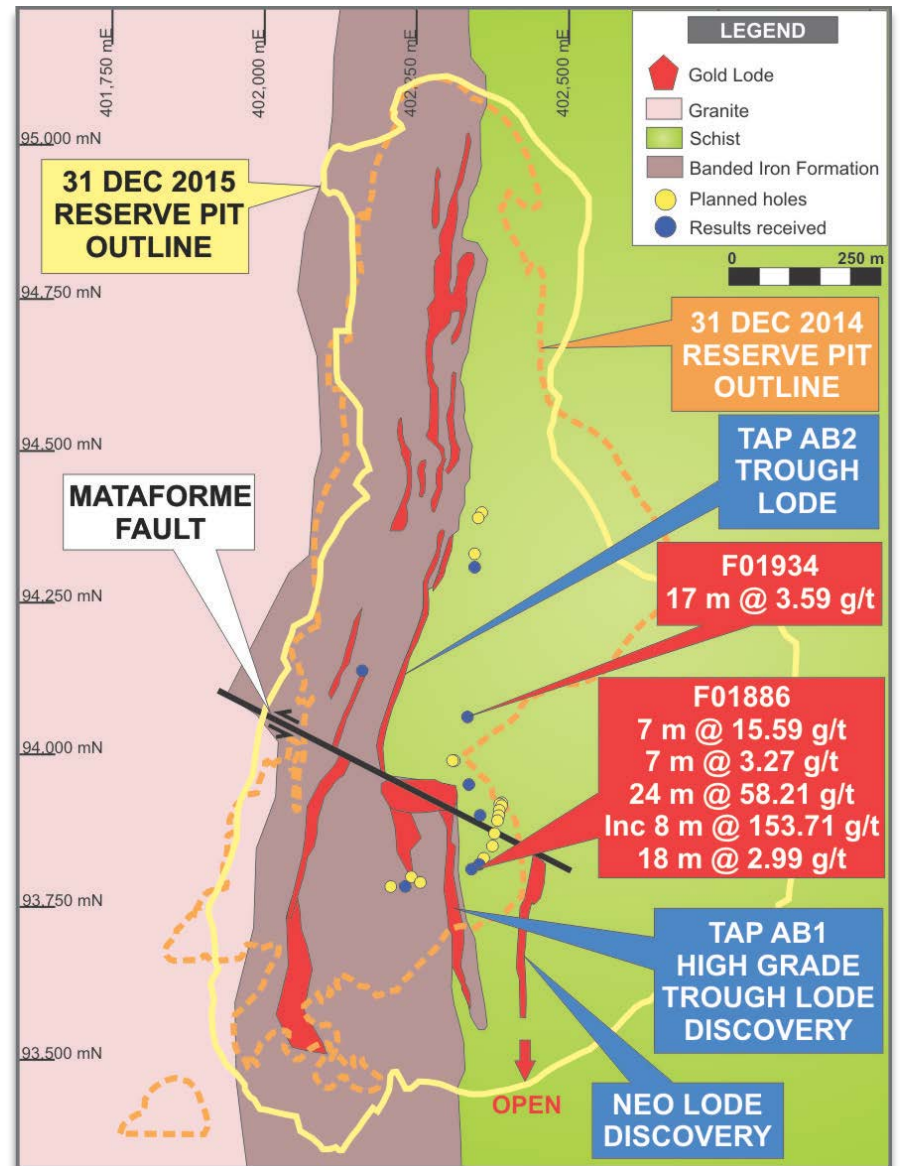 401,750 mE
402,000 mE
402,250 mE
402,500 mE
LEGEND
Gold Lode
Granite
Schist
Banded Iron Formation
Planned holes
Results received
0 250 m
95.000 mN
94.750 mN
94.500 mN
94.250 mN
94.000 mN
93.750 mN
93.500 mN
31 DEC 2015
RESERVE PIT
OUTLINE
31 DEC 2014
RESERVE PIT
OUTLINE
TAP AB2
TROUGH
LODE
MATAFORME
FAULT
F01934
17 m @ 3.59 g/t
F01886
7 m @ 15.59 g/t
7 m @ 3.27 g/t
24 m @ 58.21 g/t
Inc 8 m @ 153.71 g/t
18 m @ 2.99 g/t
TAP AB1
HIGH GRADE
TROUGH LODE
DISCOVERY
OPEN
NEO LODE
DISCOVERY